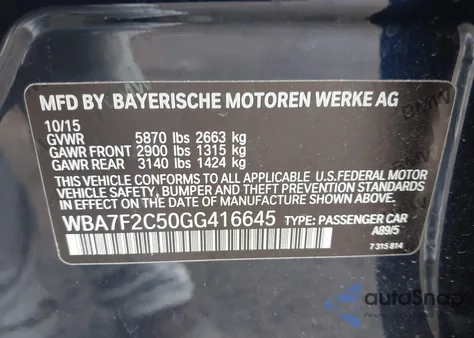 MFD BY BAYERISCHE MOTOREN WERKE AG
10/15
GVWR 5870 lbs 2663 kg
GAWR FRONT 2900 lbs 1315 kg
GAWR REAR 3140 lbs 1424 kg
THIS VEHICLE CONFORMS TO ALL APPLICABLE U.S.FEDERAL MOTOR
VEHICLE SAFETY, BUMPER AND THEFT PREVENTION STANDARDS
IN EFFECT ON THE DATE OF MANUFACTURE SHOWN ABOVE.
WBA7F2C50GG416645 TYPE: PASSENGER CAR
A89/5
7 315 814
autoSnap